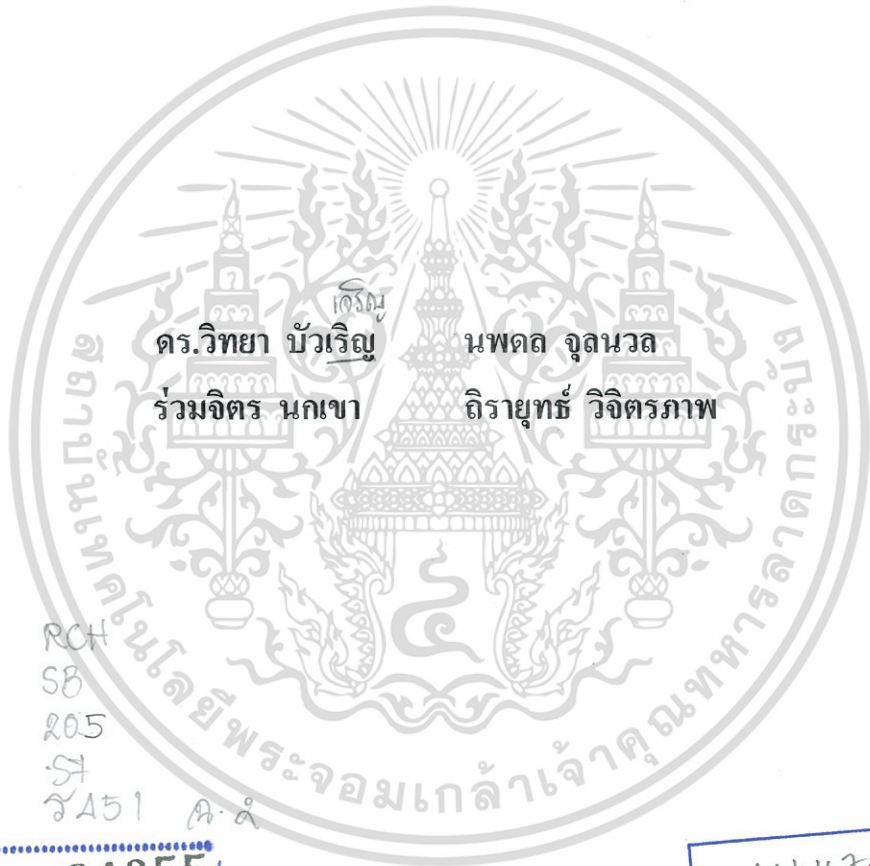 เจริญ
ดร.วิทยา บัวเริญ นพดล จุลนวล
ร่วมจิตร นกเขา ถิรายุทธ์ วิจิตรภาพ
สถาบันเทคโนโลยีพระจอมเกล้าเจ้าคุณทหารลาดกระบัง
RCH
SB
205
.S7